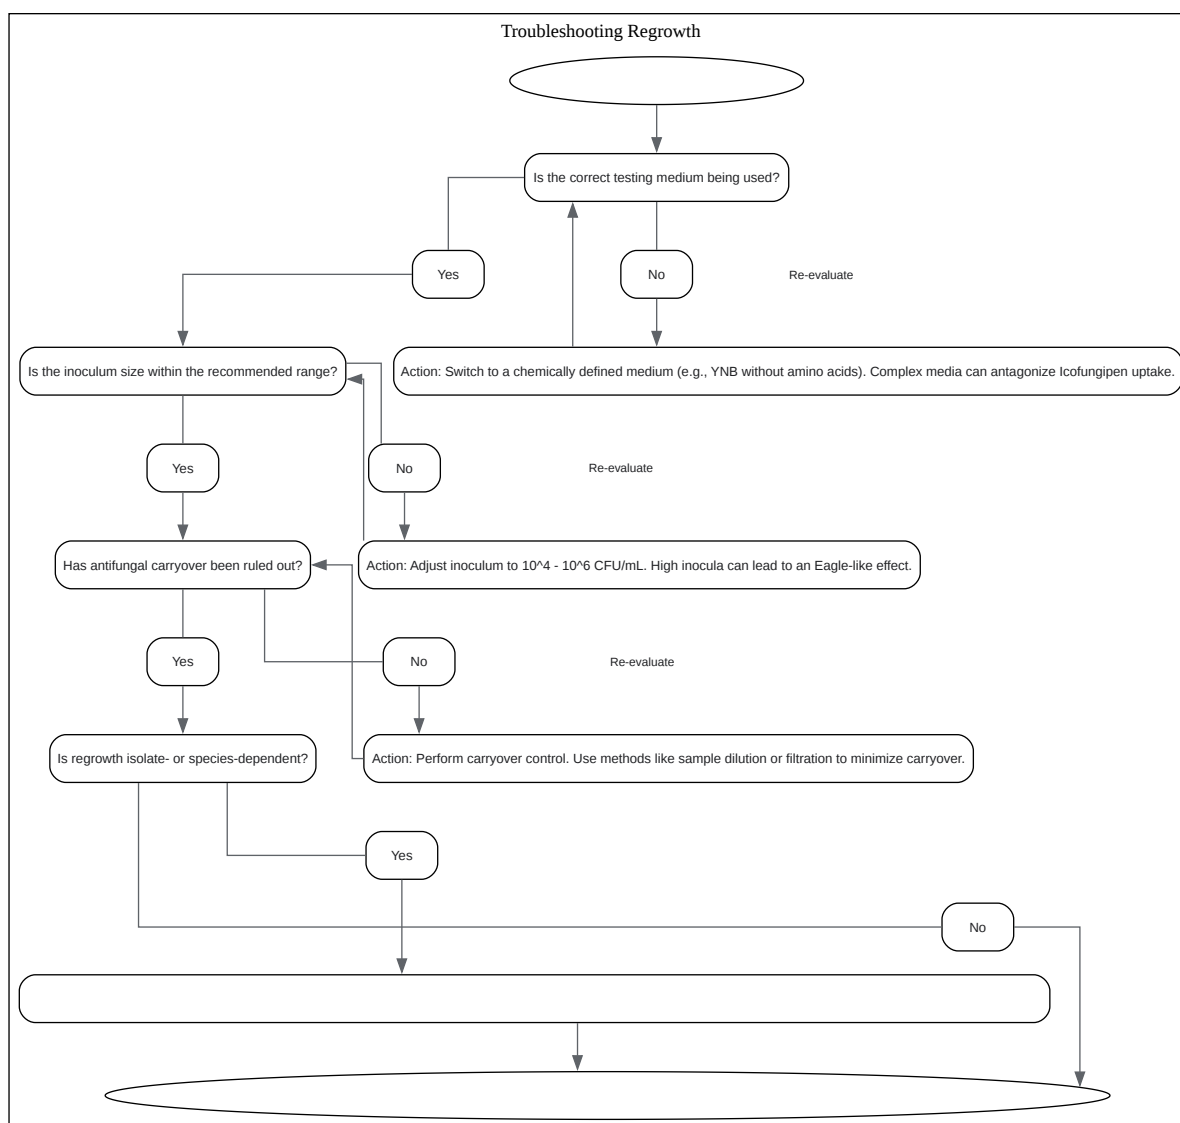 Troubleshooting Regrowth
Is the correct testing medium being used?
Yes
No
Re-evaluate
Is the inoculum size within the recommended range?
Action: Switch to a chemically defined medium (e.g., YNB without amino acids). Complex media can antagonize Icofungipen uptake.
Yes
No
Re-evaluate
Has antifungal carryover been ruled out?
Action: Adjust inoculum to 10^4 - 10^6 CFU/mL. High inocula can lead to an Eagle-like effect.
Yes
No
Re-evaluate
Is regrowth isolate- or species-dependent?
Action: Perform carryover control. Use methods like sample dilution or filtration to minimize carryover.
Yes
No